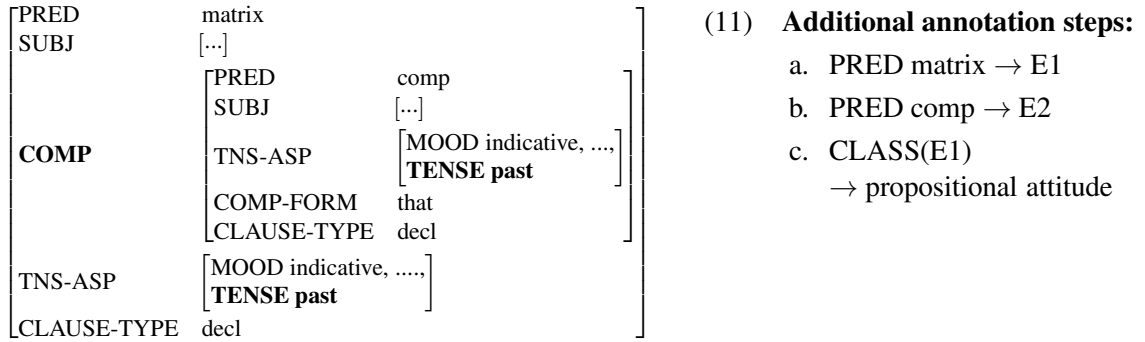 PRED matrix
SUBJ [...]
PRED comp
SUBJ [...]
COMP TNS-ASP MOOD indicative, ...,
TENSE past
COMP-FORM that
CLAUSE-TYPE decl
TNS-ASP MOOD indicative, ....,
TENSE past
CLAUSE-TYPE decl
(11) Additional annotation steps:
a. PRED matrix → E1
b. PRED comp → E2
c. CLASS(E1)
→ propositional attitude